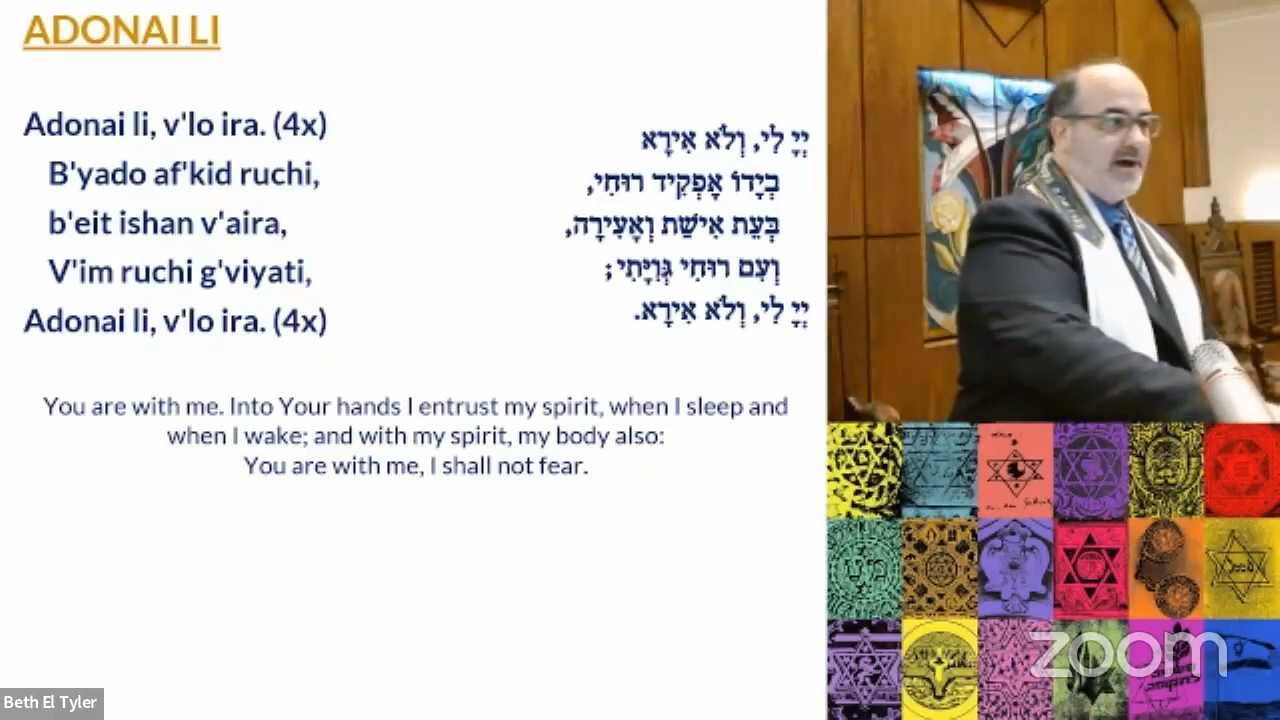 ADONAI LI
Adonai li, v'lo ira. (4x)
B'yado af'kid ruchi,
b'eit ishan v'aira,
V'im ruchi g'viyati,
Adonai li, v'lo ira. (4x)
יְיָ לִי, וְלֹא אִירָא
בְּיָדוֹ אַפְקִיד רוּחִי,
בְּעֵת אִישַׁן וְאָעִירָה,
וְעִם רוּחִי גְּוִיָּתִי;
יְיָ לִי, וְלֹא אִירָא.
You are with me. Into Your hands I entrust my spirit, when I sleep and
when I wake; and with my spirit, my body also:
You are with me, I shall not fear.
zoom
Beth El Tyler